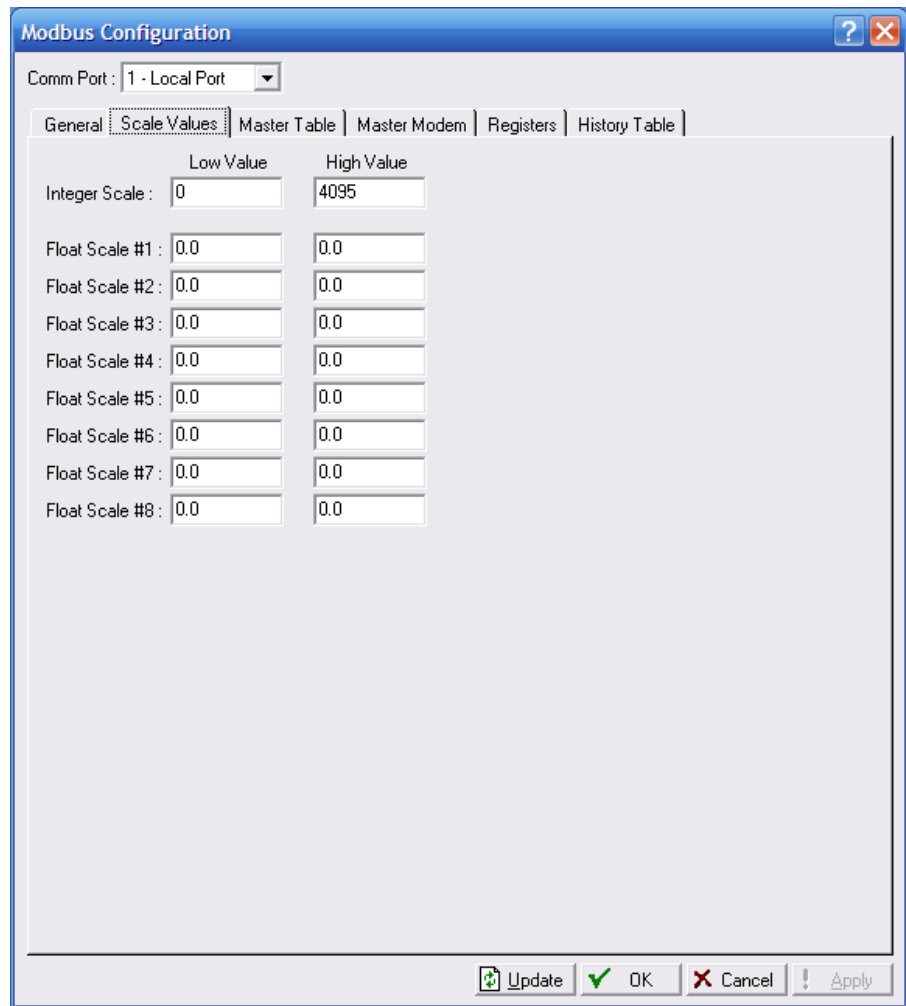 Modbus Configuration
Comm Port : 1 - Local Port
General Scale Values Master Table Master Modem Registers History Table
Low Value High Value
Integer Scale : 0 4095
Float Scale #1 : 0.0 0.0
Float Scale #2 : 0.0 0.0
Float Scale #3 : 0.0 0.0
Float Scale #4 : 0.0 0.0
Float Scale #5 : 0.0 0.0
Float Scale #6 : 0.0 0.0
Float Scale #7 : 0.0 0.0
Float Scale #8 : 0.0 0.0
Update OK Cancel Apply